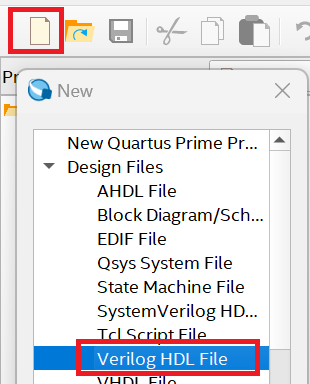 Pr
New
New Quartus Prime Pr...
Design Files
AHDL File
Block Diagram/Sch...
EDIF File
Qsys System File
State Machine File
SystemVerilog HD...
Tcl Script File
Verilog HDL File
VHDL File